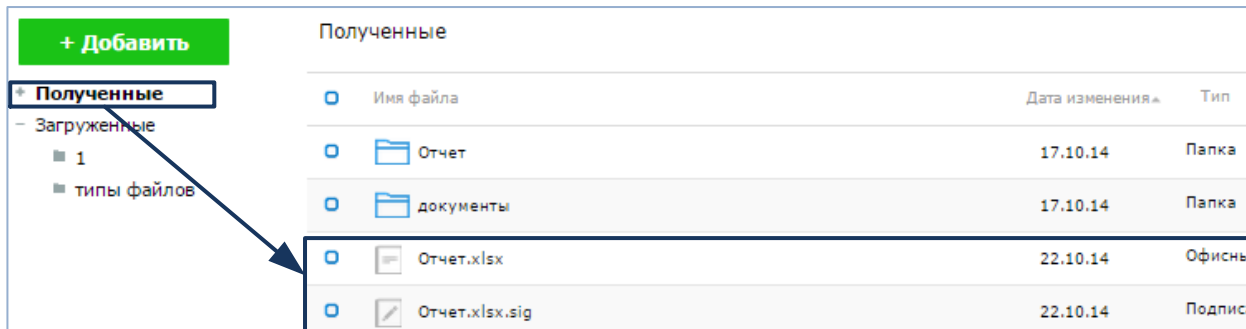 + Добавить
Полученные
Загруженные
1
типы файлов
Полученные
Имя файла Дата изменения Тип
Отчет 17.10.14 Папка
документы 17.10.14 Папка
Отчет.xlsx 22.10.14 Офисны
Отчет.xlsx.sig 22.10.14 Подпис